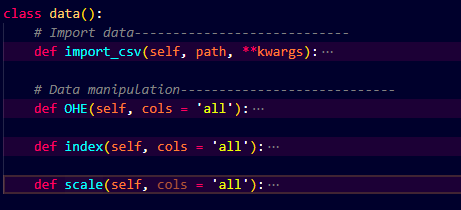 class data():
    # Import data----------------------------
    def import_csv(self, path, **kwargs):···
    # Data manipulation---------------------------
    def OHE(self, cols = 'all'):···
    def index(self, cols = 'all'):···
    def scale(self, cols = 'all'):···